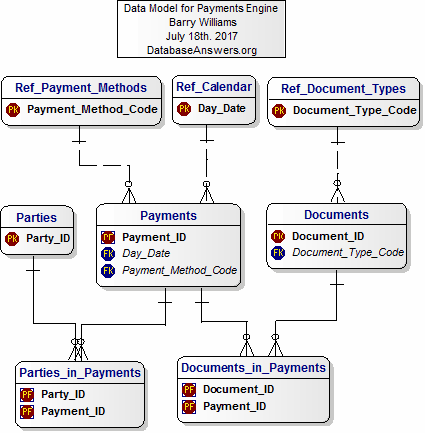 Data Model for Payments Engine
Barry Williams
July 18th. 2017
DatabaseAnswers.org
Ref_Payment_Methods
PK Payment_Method_Code
Ref_Calendar
PK Day_Date
Ref_Document_Types
PK Document_Type_Code
Parties
PK Party_ID
Payments
PF Payment_ID
FK Day_Date
FK Payment_Method_Code
Documents
PK Document_ID
FK Document_Type_Code
Parties_in_Payments
PF Party_ID
PF Payment_ID
Documents_in_Payments
PF Document_ID
PF Payment_ID